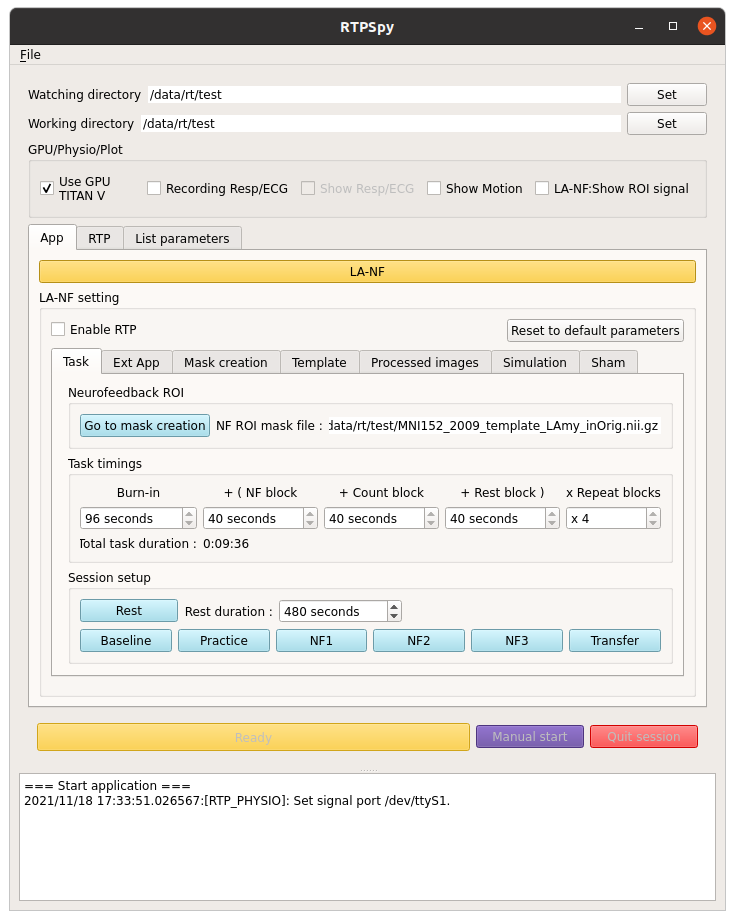 RTPSpy
File
Watching directory /data/rt/test Set
Working directory /data/rt/test Set
GPU/Physio/Plot
Use GPU
TITAN V
Recording Resp/ECG Show Resp/ECG Show Motion LA-NF:Show ROI signal
App RTP List parameters
LA-NF
LA-NF setting
Enable RTP Reset to default parameters
Task Ext App Mask creation Template Processed images Simulation Sham
Neurofeedback ROI
Go to mask creation NF ROI mask file : data/rt/test/MNI152_2009_template_LAmy_inOrig.nii.gz
Task timings
Burn-in + ( NF block + Count block + Rest block ) x Repeat blocks
96 seconds 40 seconds 40 seconds 40 seconds x 4
Total task duration : 0:09:36
Session setup
Rest Rest duration : 480 seconds
Baseline Practice NF1 NF2 NF3 Transfer
Ready Manual start Quit session
=== Start application ===
2021/11/18 17:33:51.026567:[RTP_PHYSIO]: Set signal port /dev/ttyS1.